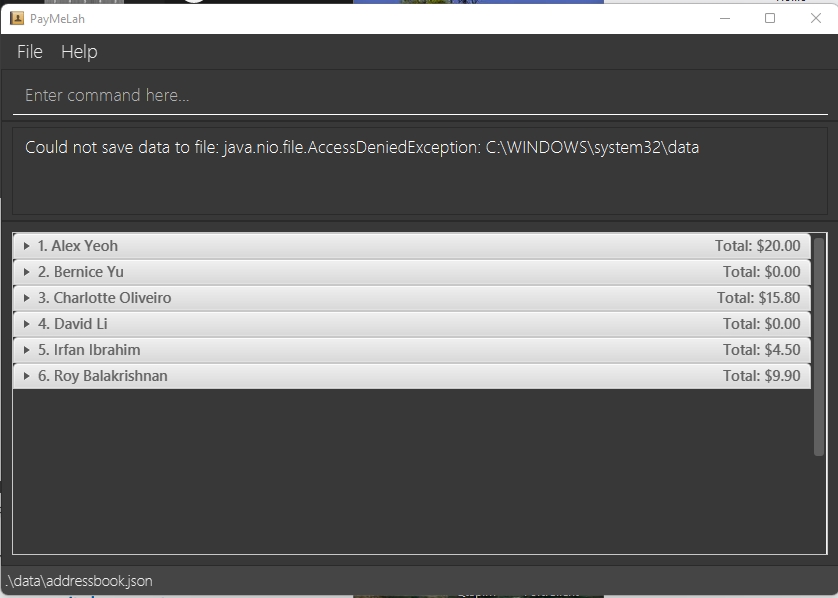 PayMeLah
File Help
Enter command here...
Could not save data to file: java.nio.file.AccessDeniedException: C:\WINDOWS\system32\data
1. Alex Yeoh Total: $20.00
2. Bernice Yu Total: $0.00
3. Charlotte Oliveiro Total: $15.80
4. David Li Total: $0.00
5. Irfan Ibrahim Total: $4.50
6. Roy Balakrishnan Total: $9.90
.\data\addressbook.json